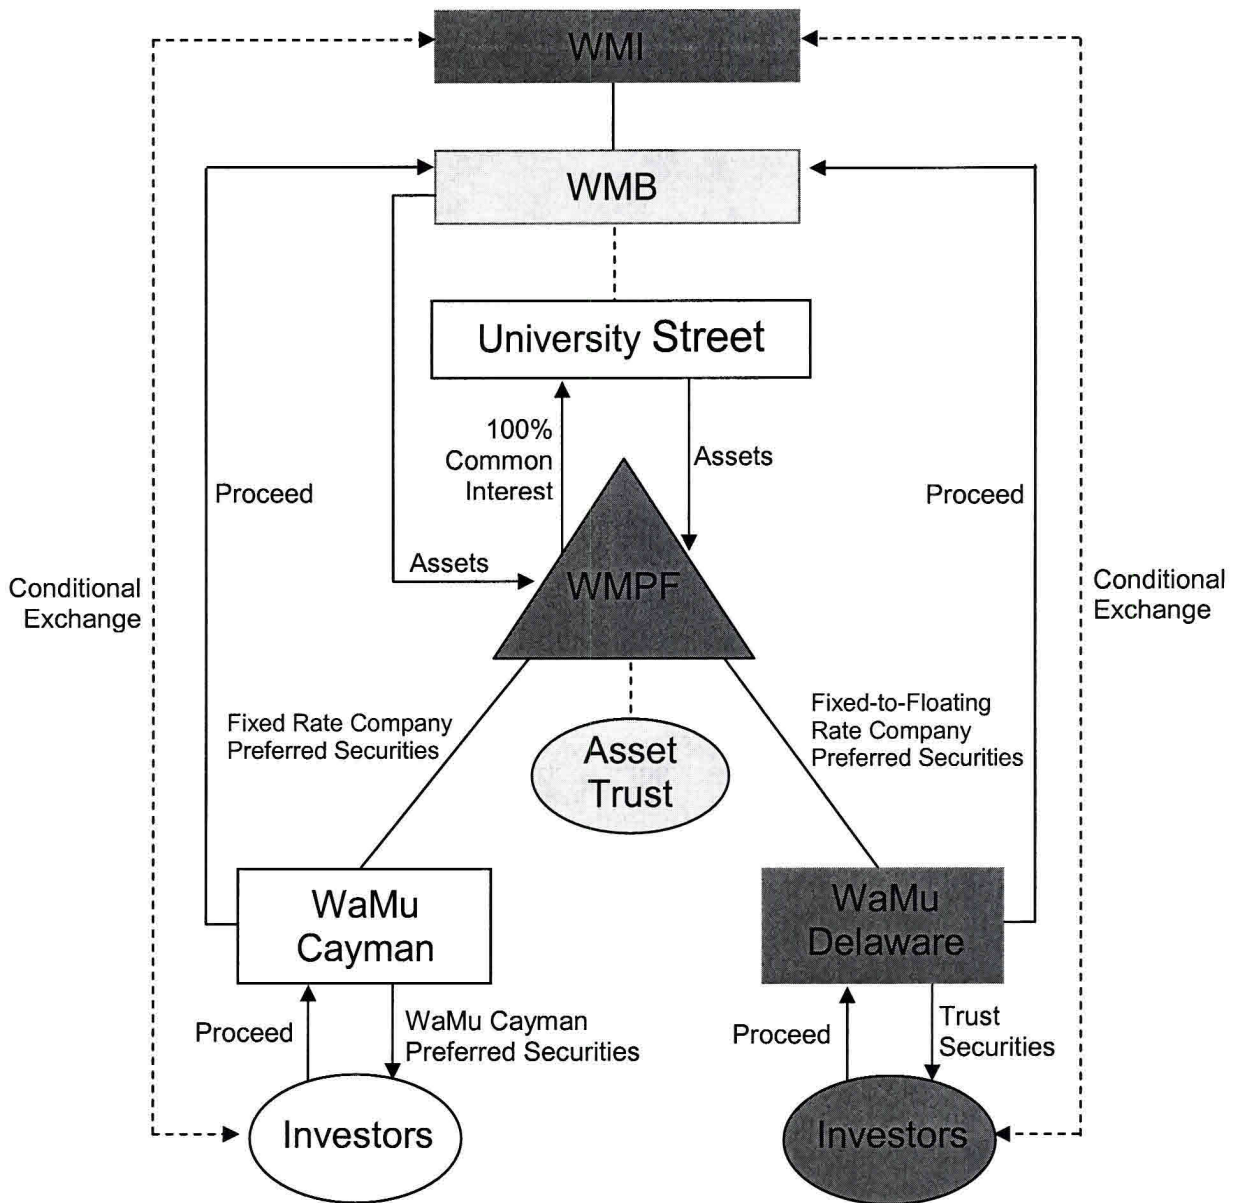 WMI
WMB
University Street
100%
Common
Interest
Assets
Proceed
Proceed
Assets
WMPF
Conditional
Exchange
Conditional
Exchange
Fixed Rate Company
Preferred Securities
Fixed-to-Floating
Rate Company
Preferred Securities
Asset
Trust
WaMu
Cayman
WaMu
Delaware
Proceed
WaMu Cayman
Preferred Securities
Proceed
Trust
Securities
Investors
Investors